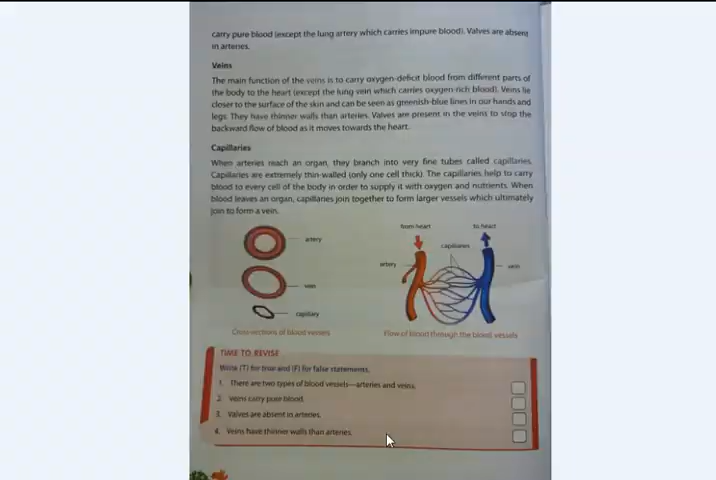 carry pure blood (except the lung artery which carries impure blood). Valves are absent
in arteries.
Veins
The main function of the veins is to carry oxygen-deficit blood from different parts of
the body to the heart (except the lung vein which carries oxygen-rich blood). Veins lie
closer to the surface of the skin and can be seen as greenish-blue lines in our hands and
legs. They have thinner walls than arteries. Valves are present in the veins to stop the
backward flow of blood as it moves towards the heart.
Capillaries
When arteries reach an organ, they branch into very fine tubes called capillaries.
Capillaries are extremely thin-walled (only one cell thick). The capillaries help to carry
blood to every cell of the body in order to supply it with oxygen and nutrients. When
blood leaves an organ, capillaries join together to form larger vessels which ultimately
join to form a vein.
artery
vein
capillary
Cross-sections of blood vessels
from heart
to heart
capillaries
artery
vein
Flow of blood through the blood vessels
TIME TO REVISE
Write (T) for true and (F) for false statements.
1. There are two types of blood vessels—arteries and veins.
2. Veins carry pure blood.
3. Valves are absent in arteries.
4. Veins have thinner walls than arteries.